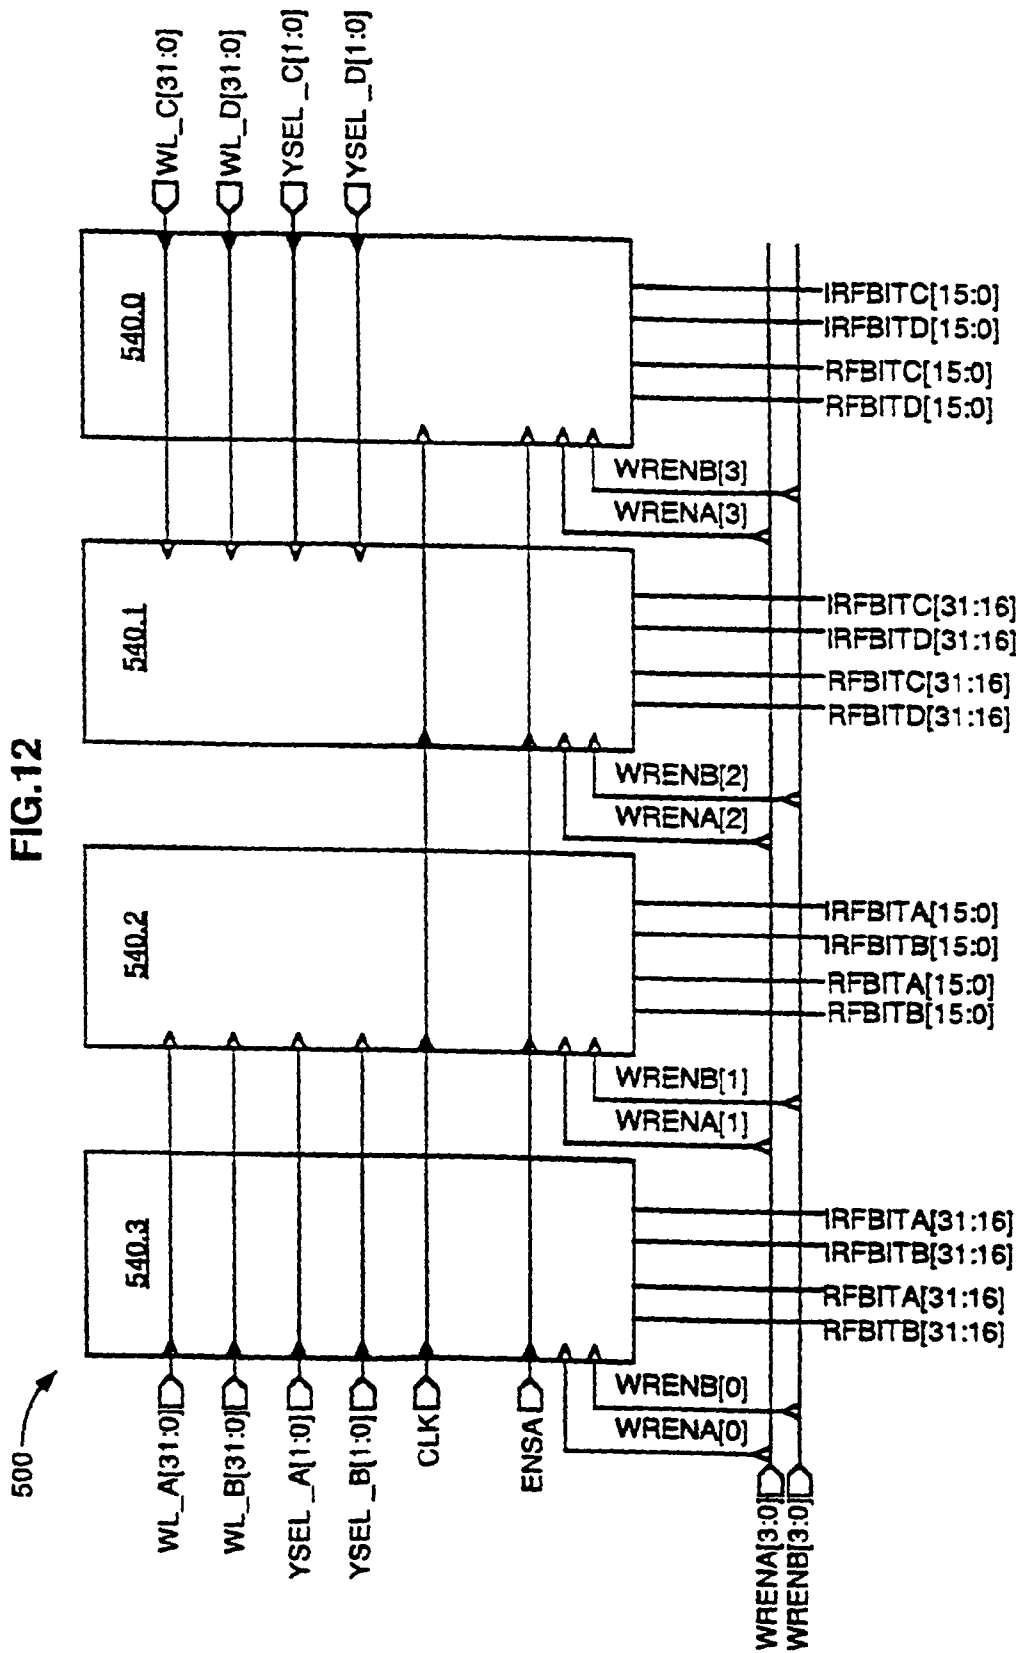 FIG.12
500
WL_C[31:0]
WL_D[31:0]
YSEL_C[1:0]
YSEL_D[1:0]
540.0
IRFBITC[15:0]
IRFBITD[15:0]
RFBITC[15:0]
RFBITD[15:0]
WRENB[3]
WRENA[3]
540.1
IRFBITC[31:16]
IRFBITD[31:16]
RFBITC[31:16]
RFBITD[31:16]
WRENB[2]
WRENA[2]
540.2
IRFBITA[15:0]
IRFBITB[15:0]
RFBITA[15:0]
RFBITB[15:0]
WRENB[1]
WRENA[1]
540.3
IRFBITA[31:16]
IRFBITB[31:16]
RFBITA[31:16]
RFBITB[31:16]
WRENB[0]
WRENA[0]
WL_A[31:0]
WL_B[31:0]
YSEL_A[1:0]
YSEL_B[1:0]
CLK
ENSA
WRENA[3:0]
WRENB[3:0]